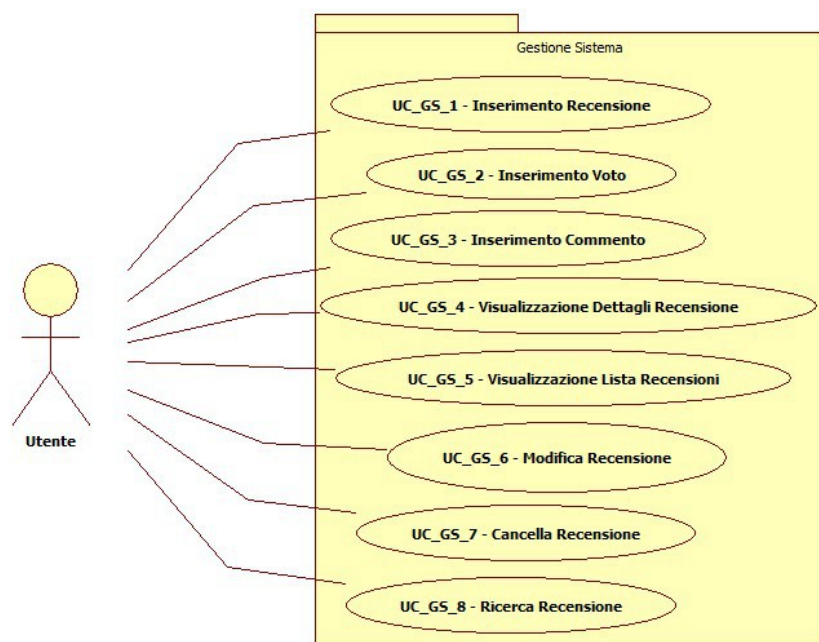 Gestione Sistema
UC_GS_1 - Inserimento Recensione
UC_GS_2 - Inserimento Voto
UC_GS_3 - Inserimento Commento
UC_GS_4 - Visualizzazione Dettagli Recensione
UC_GS_5 - Visualizzazione Lista Recensioni
Utente
UC_GS_6 - Modifica Recensione
UC_GS_7 - Cancella Recensione
UC_GS_8 - Ricerca Recensione